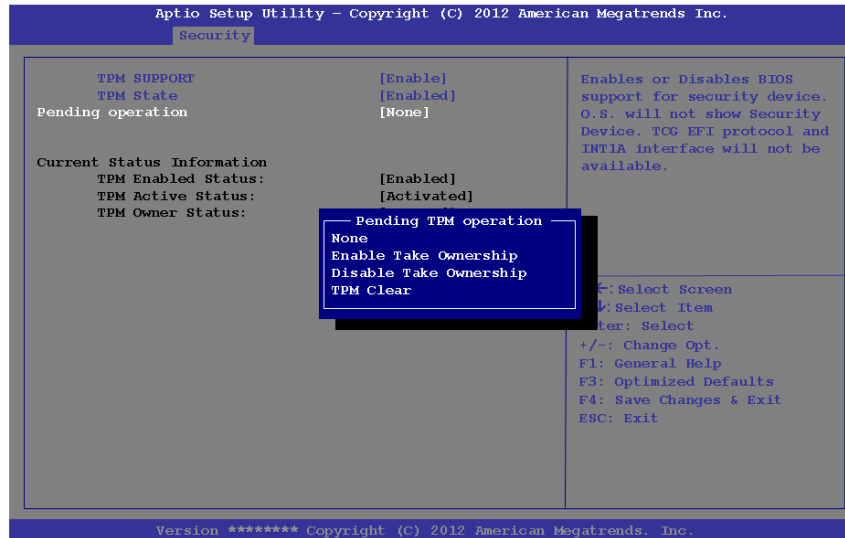 Aptio Setup Utility – Copyright (C) 2012 American Megatrends Inc.
Security
TPM SUPPORT [Enable]
TPM State [Enabled]
Pending operation [None]
Current Status Information
TPM Enabled Status: [Enabled]
TPM Active Status: [Activated]
TPM Owner Status:
Pending TPM operation
None
Enable Take Ownership
Disable Take Ownership
TPM Clear
Enables or Disables BIOS
support for security device.
O.S. will not show Security
Device. TCG EFI protocol and
INT1A interface will not be
available.
←:Select Screen
↓:Select Item
ter: Select
+/-: Change Opt.
F1: General Help
F3: Optimized Defaults
F4: Save Changes & Exit
ESC: Exit
Version ******** Copyright (C) 2012 American Megatrends. Inc.